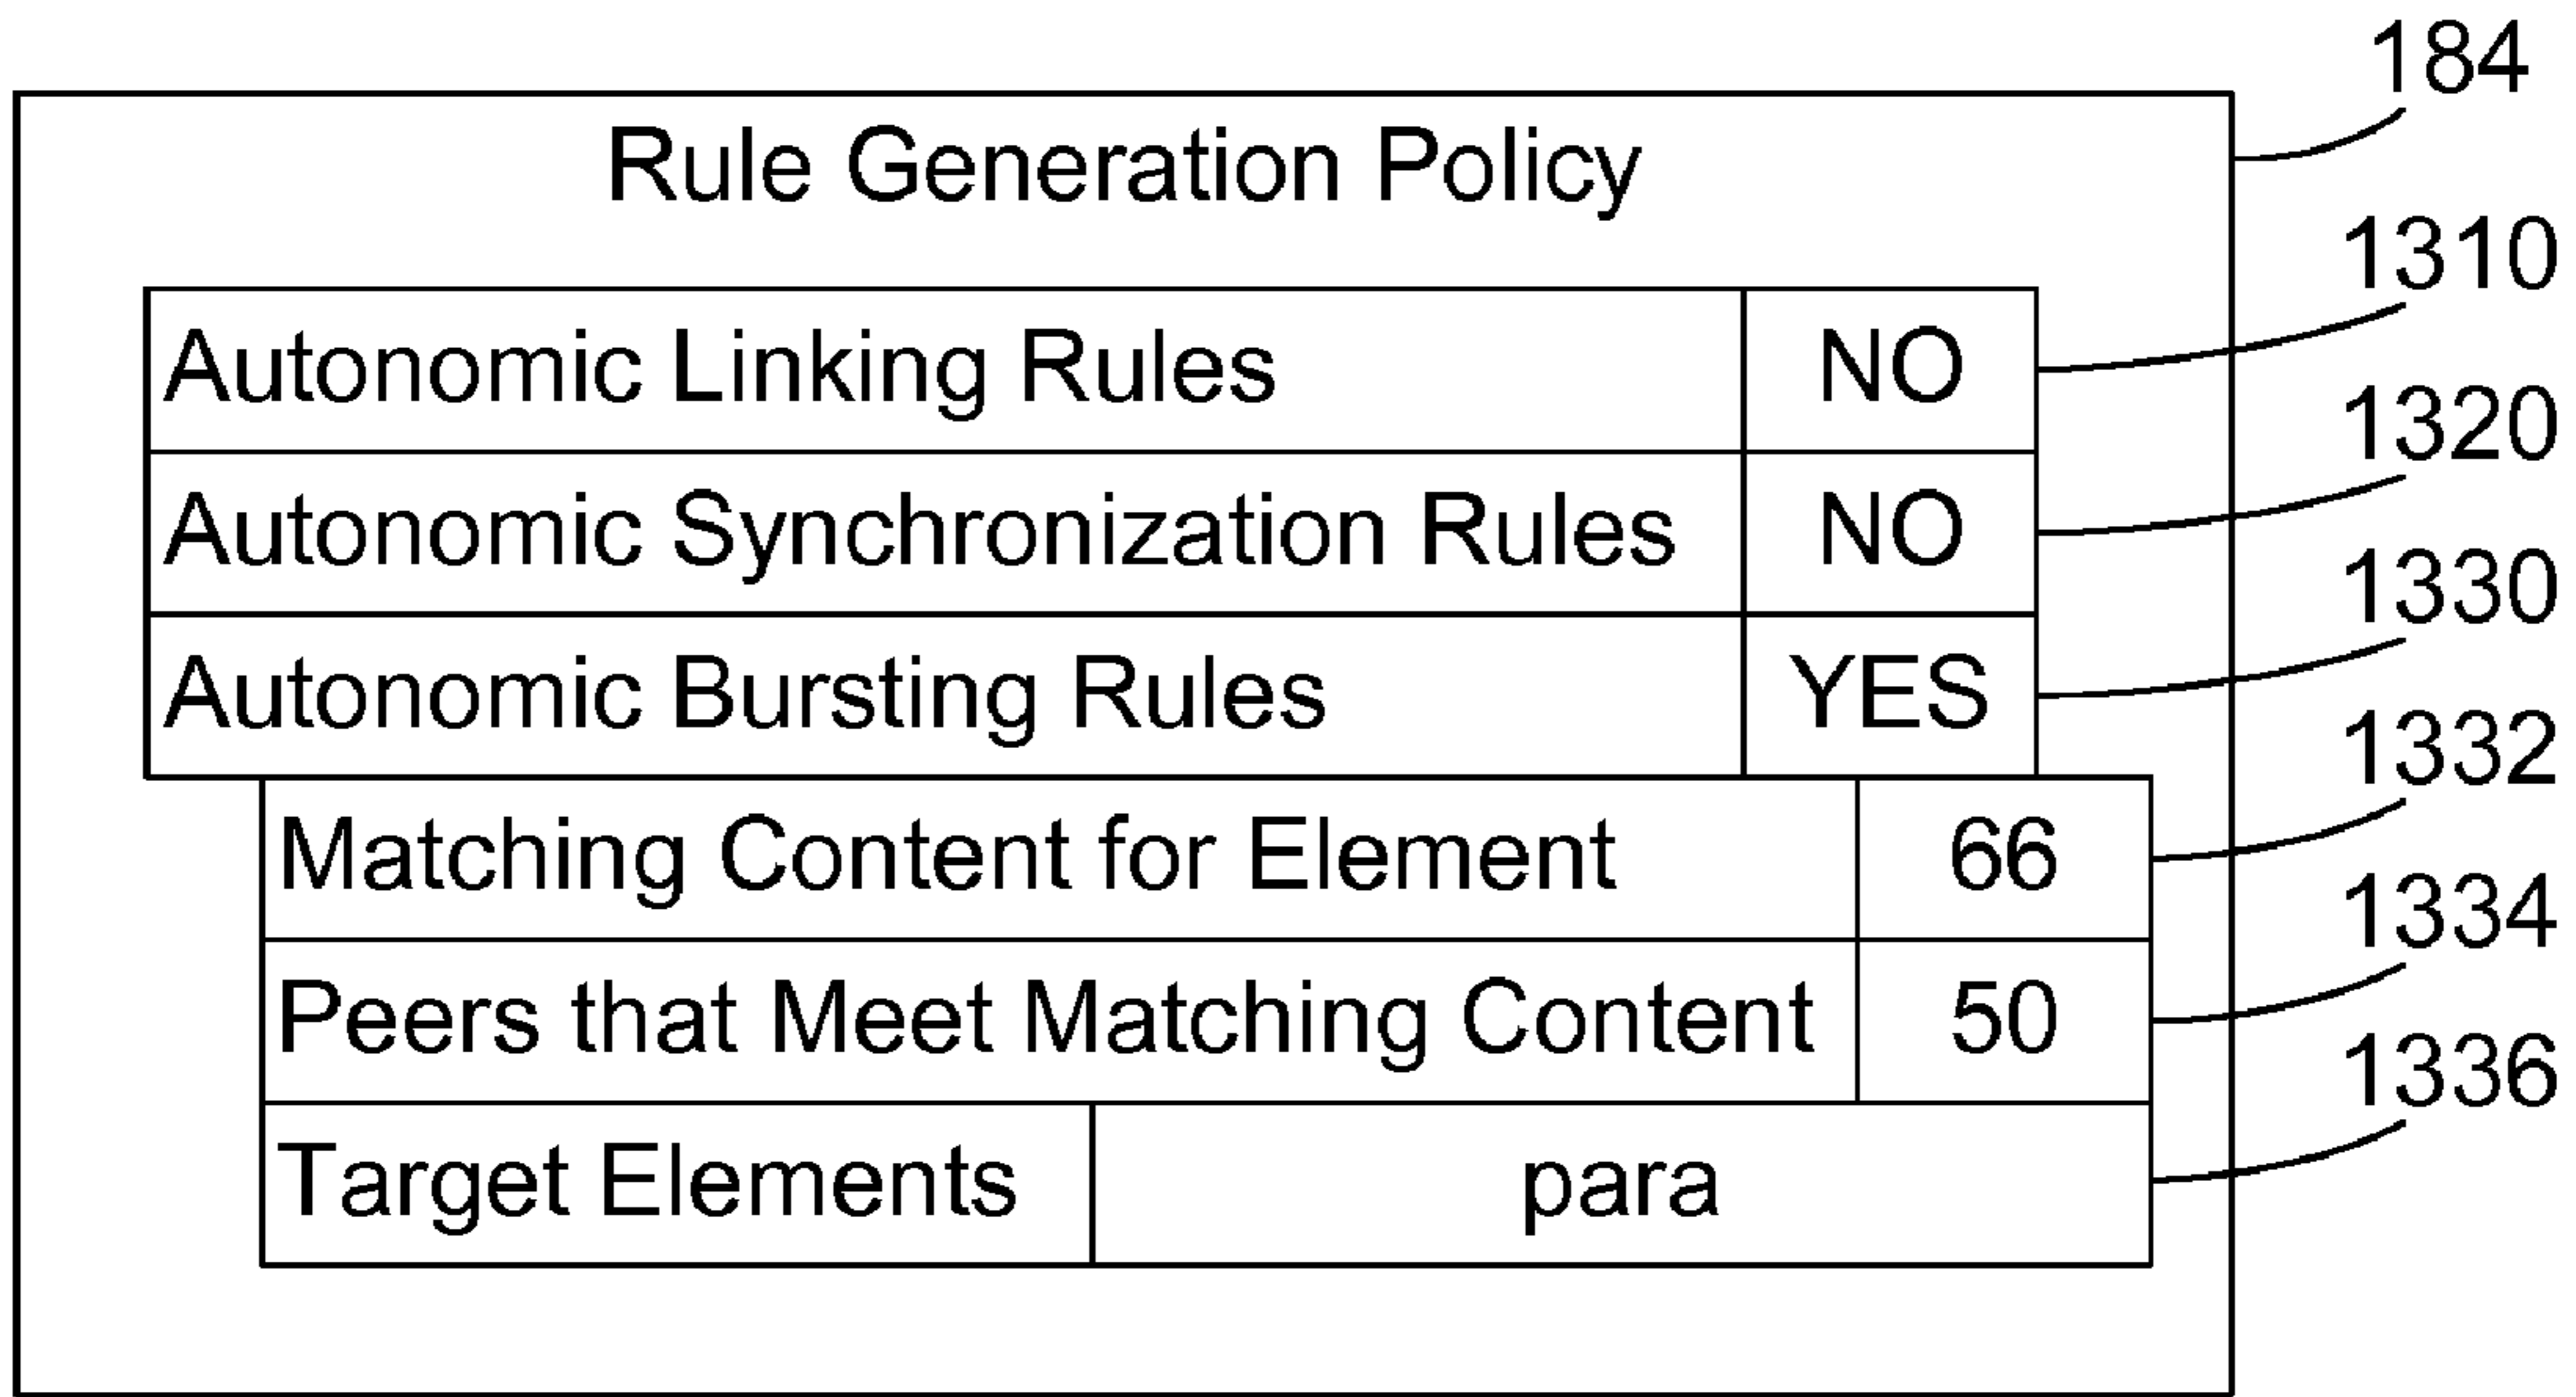 184
Rule Generation Policy
1310
Autonomic Linking Rules NO
1320
Autonomic Synchronization Rules NO
1330
Autonomic Bursting Rules YES
1332
Matching Content for Element 66
1334
Peers that Meet Matching Content 50
1336
Target Elements para